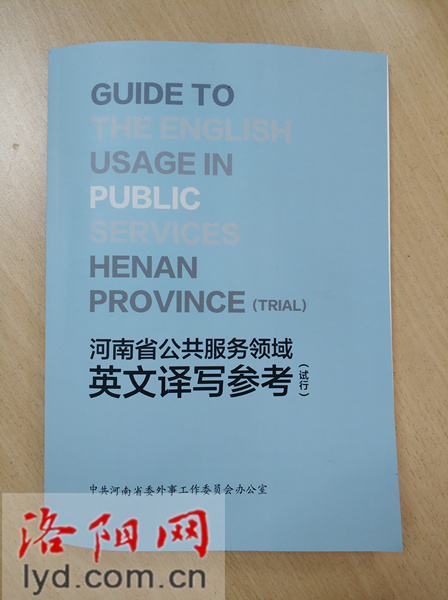 GUIDE TO
THE ENGLISH
USAGE IN
PUBLIC
SERVICES
HENAN
PROVINCE (TRIAL)
河南省公共服务领域
英文译写参考(试行)
中共河南省委外事工作委员会办公室
洛阳网
lyd.com.cn